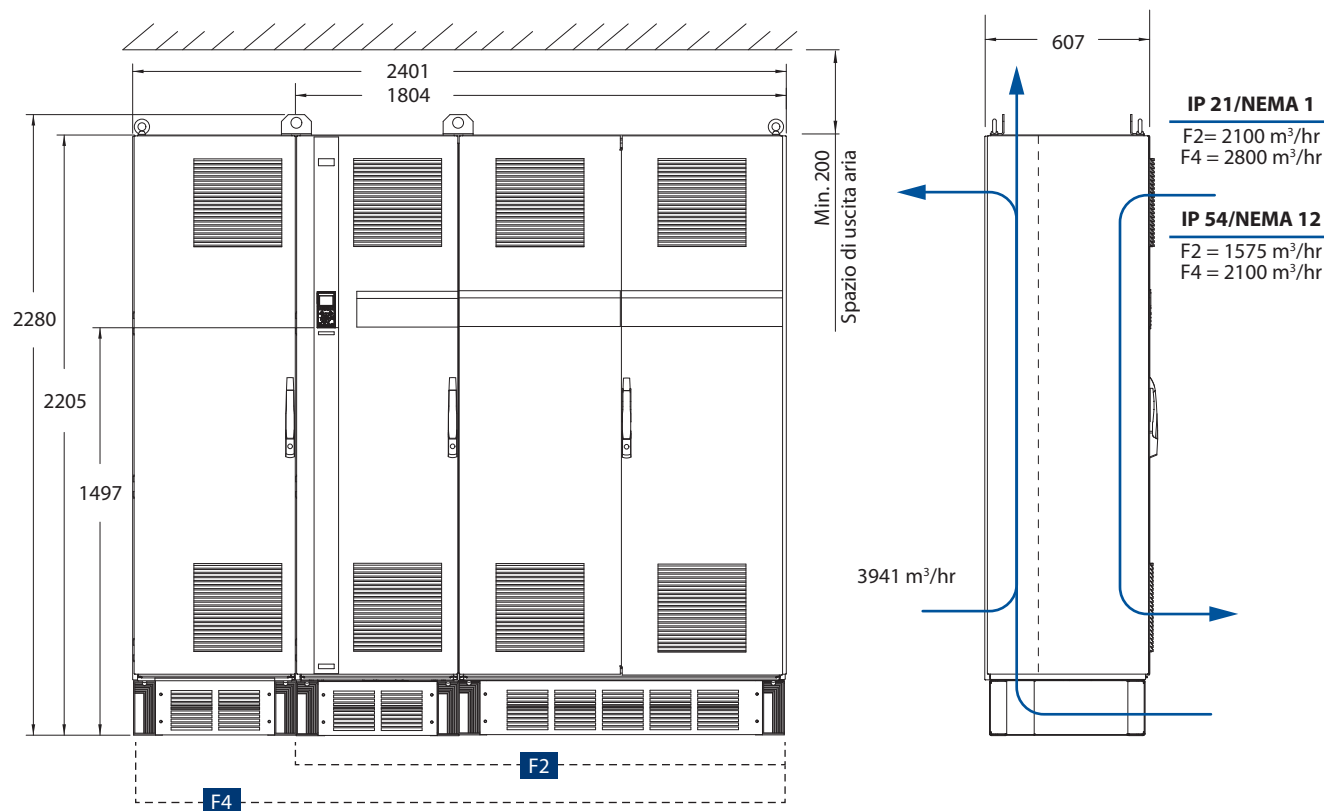 2401
1804
2280
2205
1497
Min. 200
Spazio di uscita aria
F2
F4
607
IP 21/NEMA 1
F2= 2100 m³/hr
F4 = 2800 m³/hr
IP 54/NEMA 12
F2 = 1575 m³/hr
F4 = 2100 m³/hr
3941 m³/hr